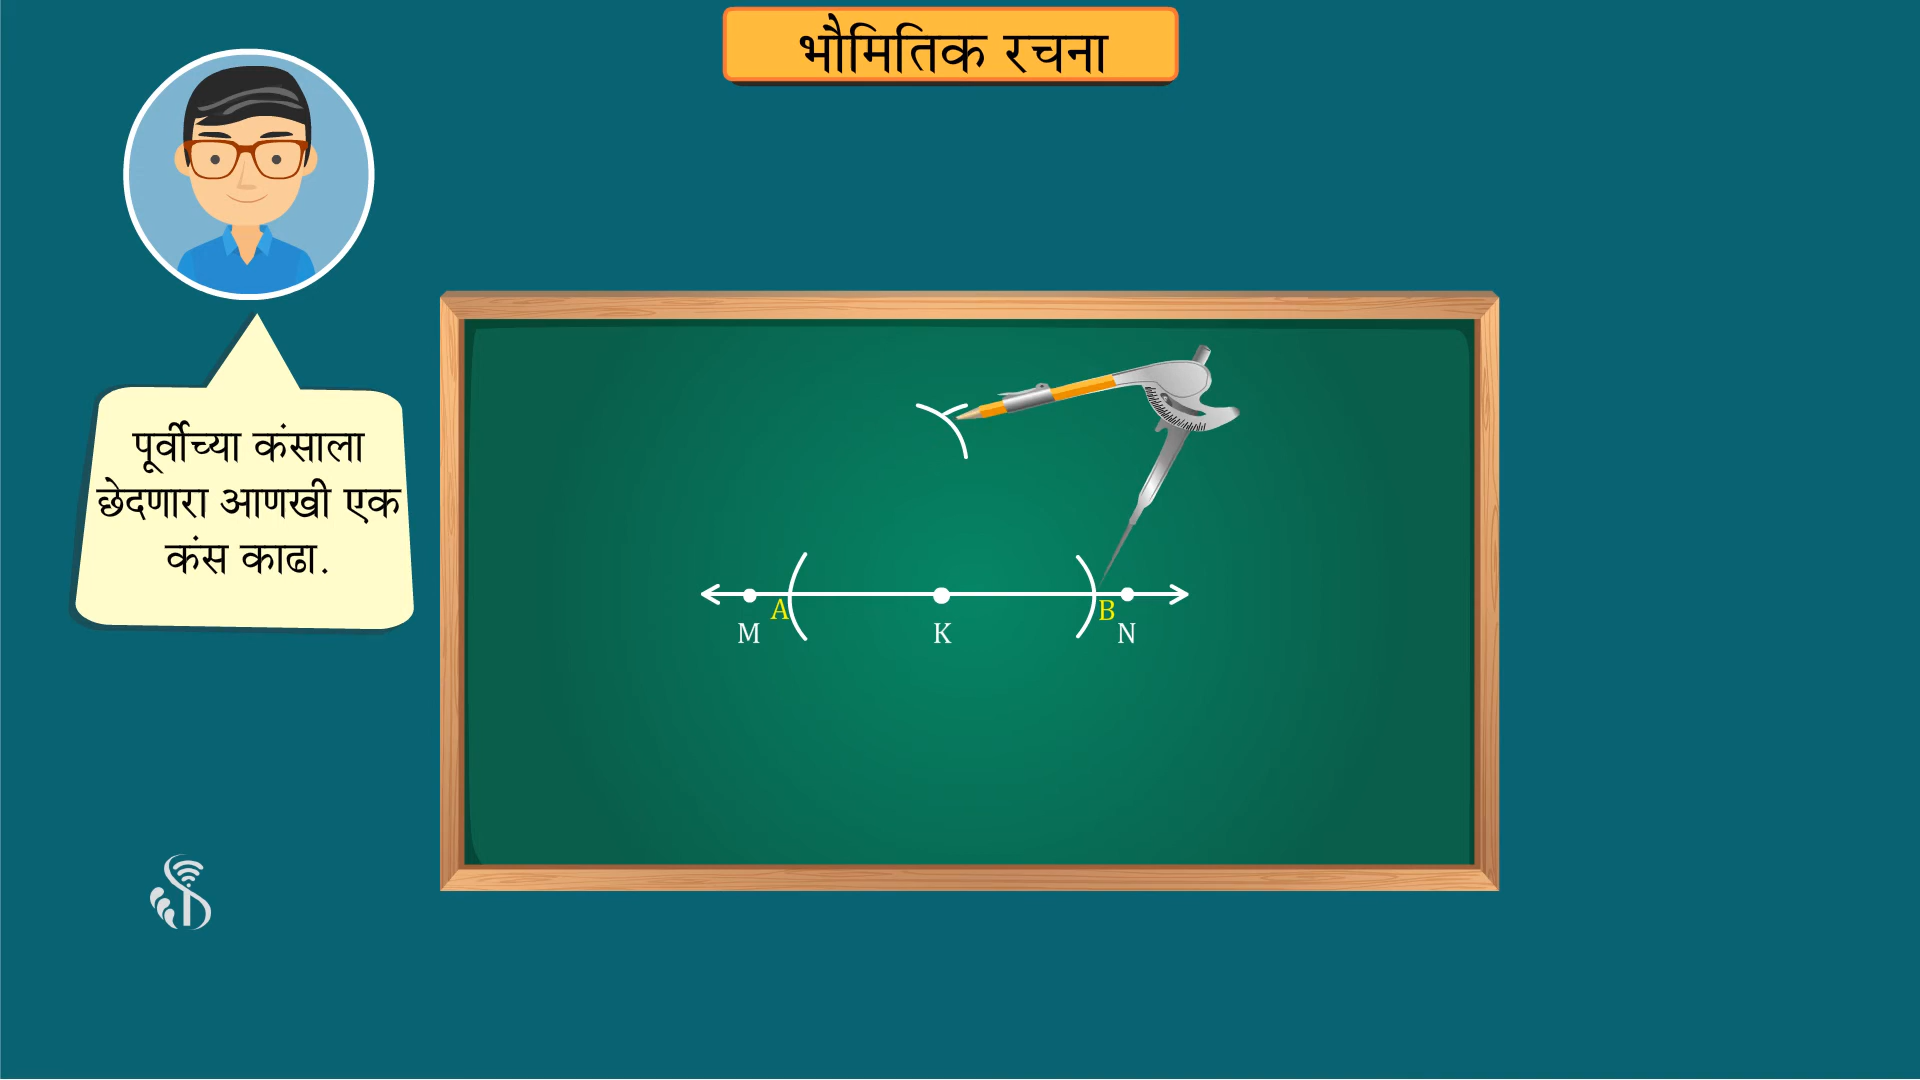 भौमितिक रचना
पूर्वीच्या कंसाला
छेदणारा आणखी एक
कंस काढा.
A
B
M
K
N